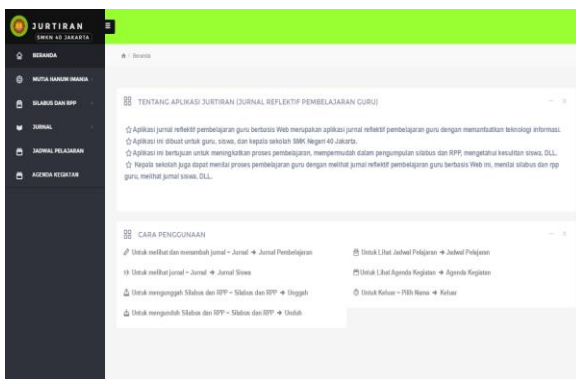 JURTIRAN
SMKN 40 JAKARTA
BERANDA
MUTIA HANUM IMANIA
SILABUS DAN RPP
JURNAL
JADWAL PELAJARAN
AGENDA KEGIATAN
/ Beranda
TENTANG APLIKASI JURTIRAN (JURNAL REFLEKTIF PEMBELAJARAN GURU)
Aplikasi jurnal reflektif pembelajaran guru berbasis Web merupakan aplikasi jurnal reflektif pembelajaran guru dengan memanfaatkan teknologi informasi.
Aplikasi ini dibuat untuk guru, siswa, dan kepala sekolah SMK Negeri 40 Jakarta.
Aplikasi ini bertujuan untuk meningkatkan proses pembelajaran, mempermudah dalam pengumpulan silabus dan RPP, mengetahui kesulitan siswa, DLL.
Kepala sekolah juga dapat menilai proses pembelajaran guru dengan melihat jurnal reflektif pembelajaran guru berbasis Web ini, menilai silabus dan rpp
guru, melihat jurnal siswa, DLL.
CARA PENGGUNAAN
Untuk melihat dan menambah jurnal - Jurnal → Jurnal Pembelajaran
Untuk melihat jurnal - Jurnal → Jurnal Siswa
Untuk mengunggah Silabus dan RPP - Silabus dan RPP → Unggah
Untuk mengunduh Silabus dan RPP - Silabus dan RPP → Unduh
Untuk Lihat Jadwal Pelajaran → Jadwal Pelajaran
Untuk Lihat Agenda Kegiatan → Agenda Kegiatan
Untuk Keluar - Pilih Nama → Keluar